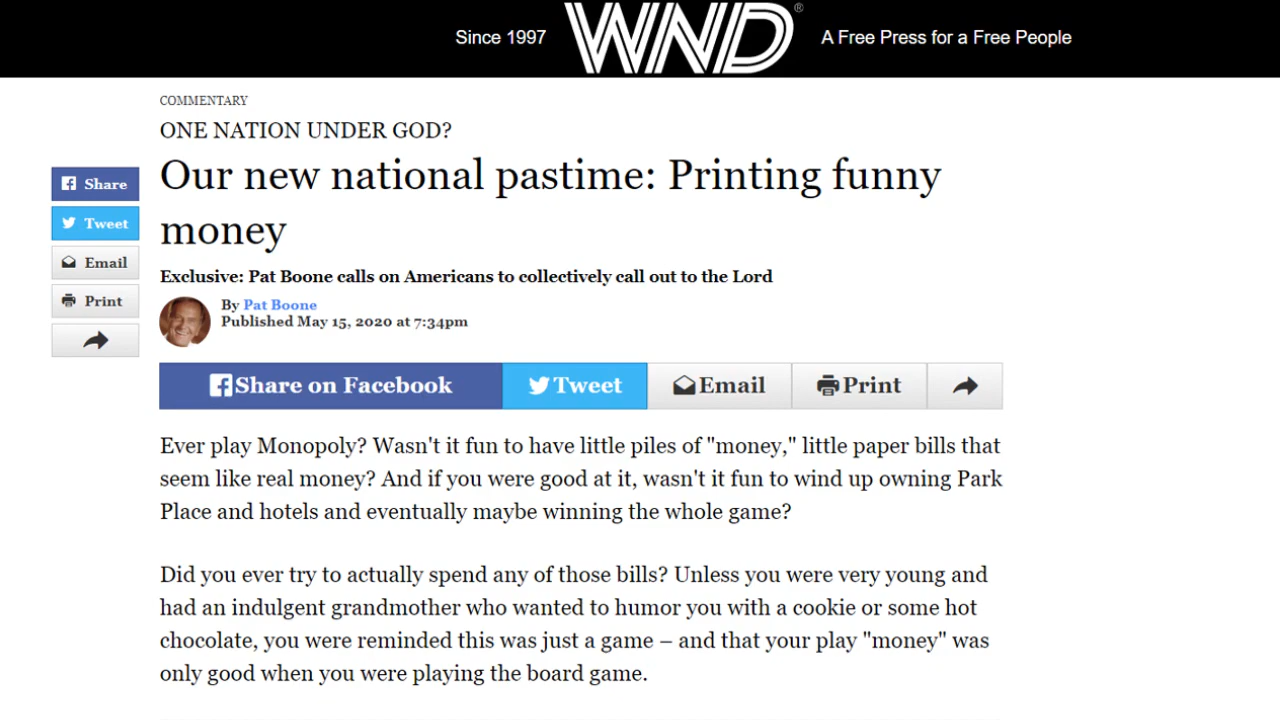 Since 1997 WND® A Free Press for a Free People
COMMENTARY
ONE NATION UNDER GOD?
Our new national pastime: Printing funny
money
Share
Tweet
Email
Print
Exclusive: Pat Boone calls on Americans to collectively call out to the Lord
By Pat Boone
Published May 15, 2020 at 7:34pm
Share on Facebook Tweet Email Print
Ever play Monopoly? Wasn't it fun to have little piles of "money," little paper bills that
seem like real money? And if you were good at it, wasn't it fun to wind up owning Park
Place and hotels and eventually maybe winning the whole game?
Did you ever try to actually spend any of those bills? Unless you were very young and
had an indulgent grandmother who wanted to humor you with a cookie or some hot
chocolate, you were reminded this was just a game – and that your play "money" was
only good when you were playing the board game.